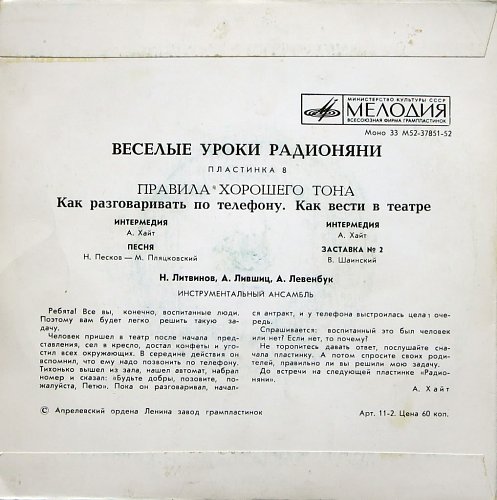 МИНИСТЕРСТВО КУЛЬТУРЫ СССР
МЕЛОДИЯ
ВСЕСОЮЗНАЯ ФИРМА ГРАМПЛАСТИНОК
Моно 33 М52-37851-52
ВЕСЕЛЫЕ УРОКИ РАДИОНЯНИ
ПЛАСТИНКА 8
ПРАВИЛА ХОРОШЕГО ТОНА
Как разговаривать по телефону. Как вести в театре
ИНТЕРМЕДИЯ
А. Хайт
ПЕСНЯ
Н. Песков — М. Пляцковский
ИНТЕРМЕДИЯ
А. Хайт
ЗАСТАВКА № 2
В. Шаинский
Н. Литвинов, А. Лившиц, А. Левенбук
ИНСТРУМЕНТАЛЬНЫЙ АНСАМБЛЬ
Ребята! Все вы, конечно, воспитанные люди.
Поэтому вам будет легко решить такую за-
дачу.
Человек пришел в театр после начала предста-
вления, сел в кресло, достал конфеты и уго-
стил всех окружающих. В середине действия он
вспомнил, что ему надо позвонить по телефону.
Тихонько вышел из зала, нашел автомат, набрал
номер и сказал: «Будьте добры, позовите, по-
жалуйста, Петю». Пока он разговаривал, начал-
ся антракт, и у телефона выстроилась целая оче-
редь.
Спрашивается: воспитанный это был человек
или нет? Если нет, то почему?
Не торопитесь давать ответ, послушайте сна-
чала пластинку. А потом спросите своих роди-
телей, правильно ли вы решили мою задачу.
До встречи на следующей пластинке «Радио-
няни».
А. Хайт
© Апрелевский ордена Ленина завод грампластинок
Арт. 11-2. Цена 60 коп.